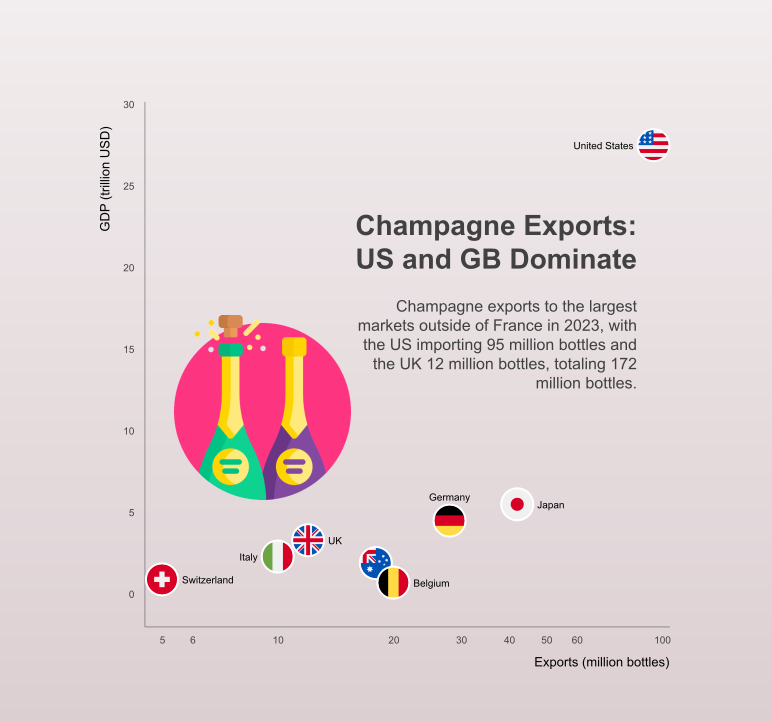 30
GDP (trillion USD)
25
20
15
10
5
0
United States
Champagne Exports:
US and GB Dominate
Champagne exports to the largest
markets outside of France in 2023, with
the US importing 95 million bottles and
the UK 12 million bottles, totaling 172
million bottles.
Germany
Japan
UK
Italy
Switzerland
Belgium
5 6 10 20 30 40 50 60 100
Exports (million bottles)